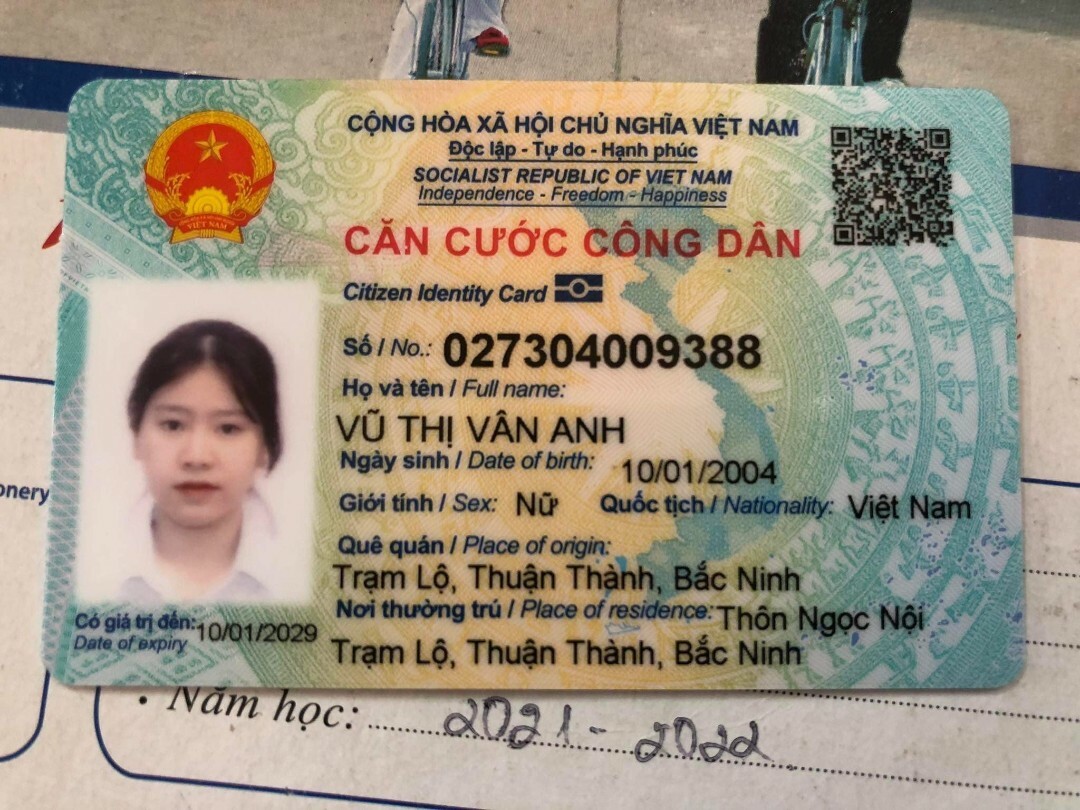 CỘNG HÒA XÃ HỘI CHỦ NGHĨA VIỆT NAM
Độc lập - Tự do - Hạnh phúc
SOCIALIST REPUBLIC OF VIET NAM
Independence - Freedom - Happiness
CĂN CƯỚC CÔNG DÂN
Citizen Identity Card
Số / No.: 027304009388
Họ và tên / Full name:
VŨ THỊ VÂN ANH
Ngày sinh / Date of birth: 10/01/2004
Giới tính / Sex: Nữ Quốc tịch / Nationality: Việt Nam
Quê quán / Place of origin:
Trạm Lộ, Thuận Thành, Bắc Ninh
Nơi thường trú / Place of residence: Thôn Ngọc Nội
Trạm Lộ, Thuận Thành, Bắc Ninh
Có giá trị đến: 10/01/2029
Date of expiry
VIỆT NAM
• Năm học: 2021 - 2022